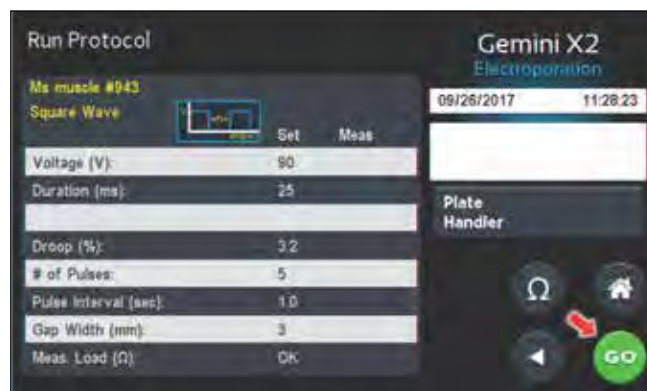 Run Protocol
Ms muscle #943
Square Wave
Set Meas
Voltage (V): 90
Duration (ms): 25
Droop (%): 3.2
# of Pulses: 5
Pulse Interval (sec): 1.0
Gap Width (mm): 3
Meas. Load (Ω): OK
Gemini X2
Electroporation
09/26/2017 11:28:23
Plate
Handler
Ω
GO